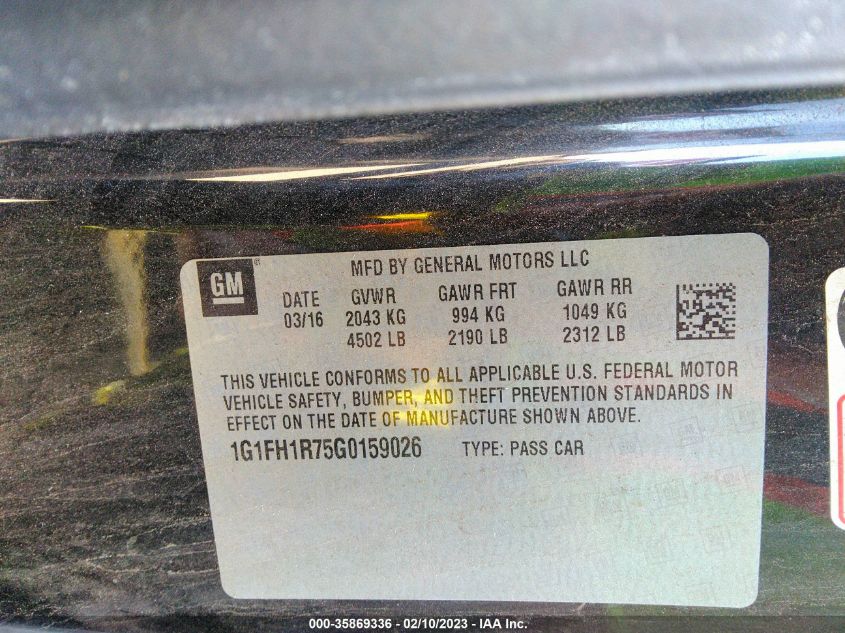 GM
MFD BY GENERAL MOTORS LLC
DATE GVWR GAWR FRT GAWR RR
03/16 2043 KG 994 KG 1049 KG
4502 LB 2190 LB 2312 LB
THIS VEHICLE CONFORMS TO ALL APPLICABLE U.S. FEDERAL MOTOR
VEHICLE SAFETY, BUMPER, AND THEFT PREVENTION STANDARDS IN
EFFECT ON THE DATE OF MANUFACTURE SHOWN ABOVE.
1G1FH1R75G0159026 TYPE: PASS CAR
000-35869336 - 02/10/2023 - IAA Inc.